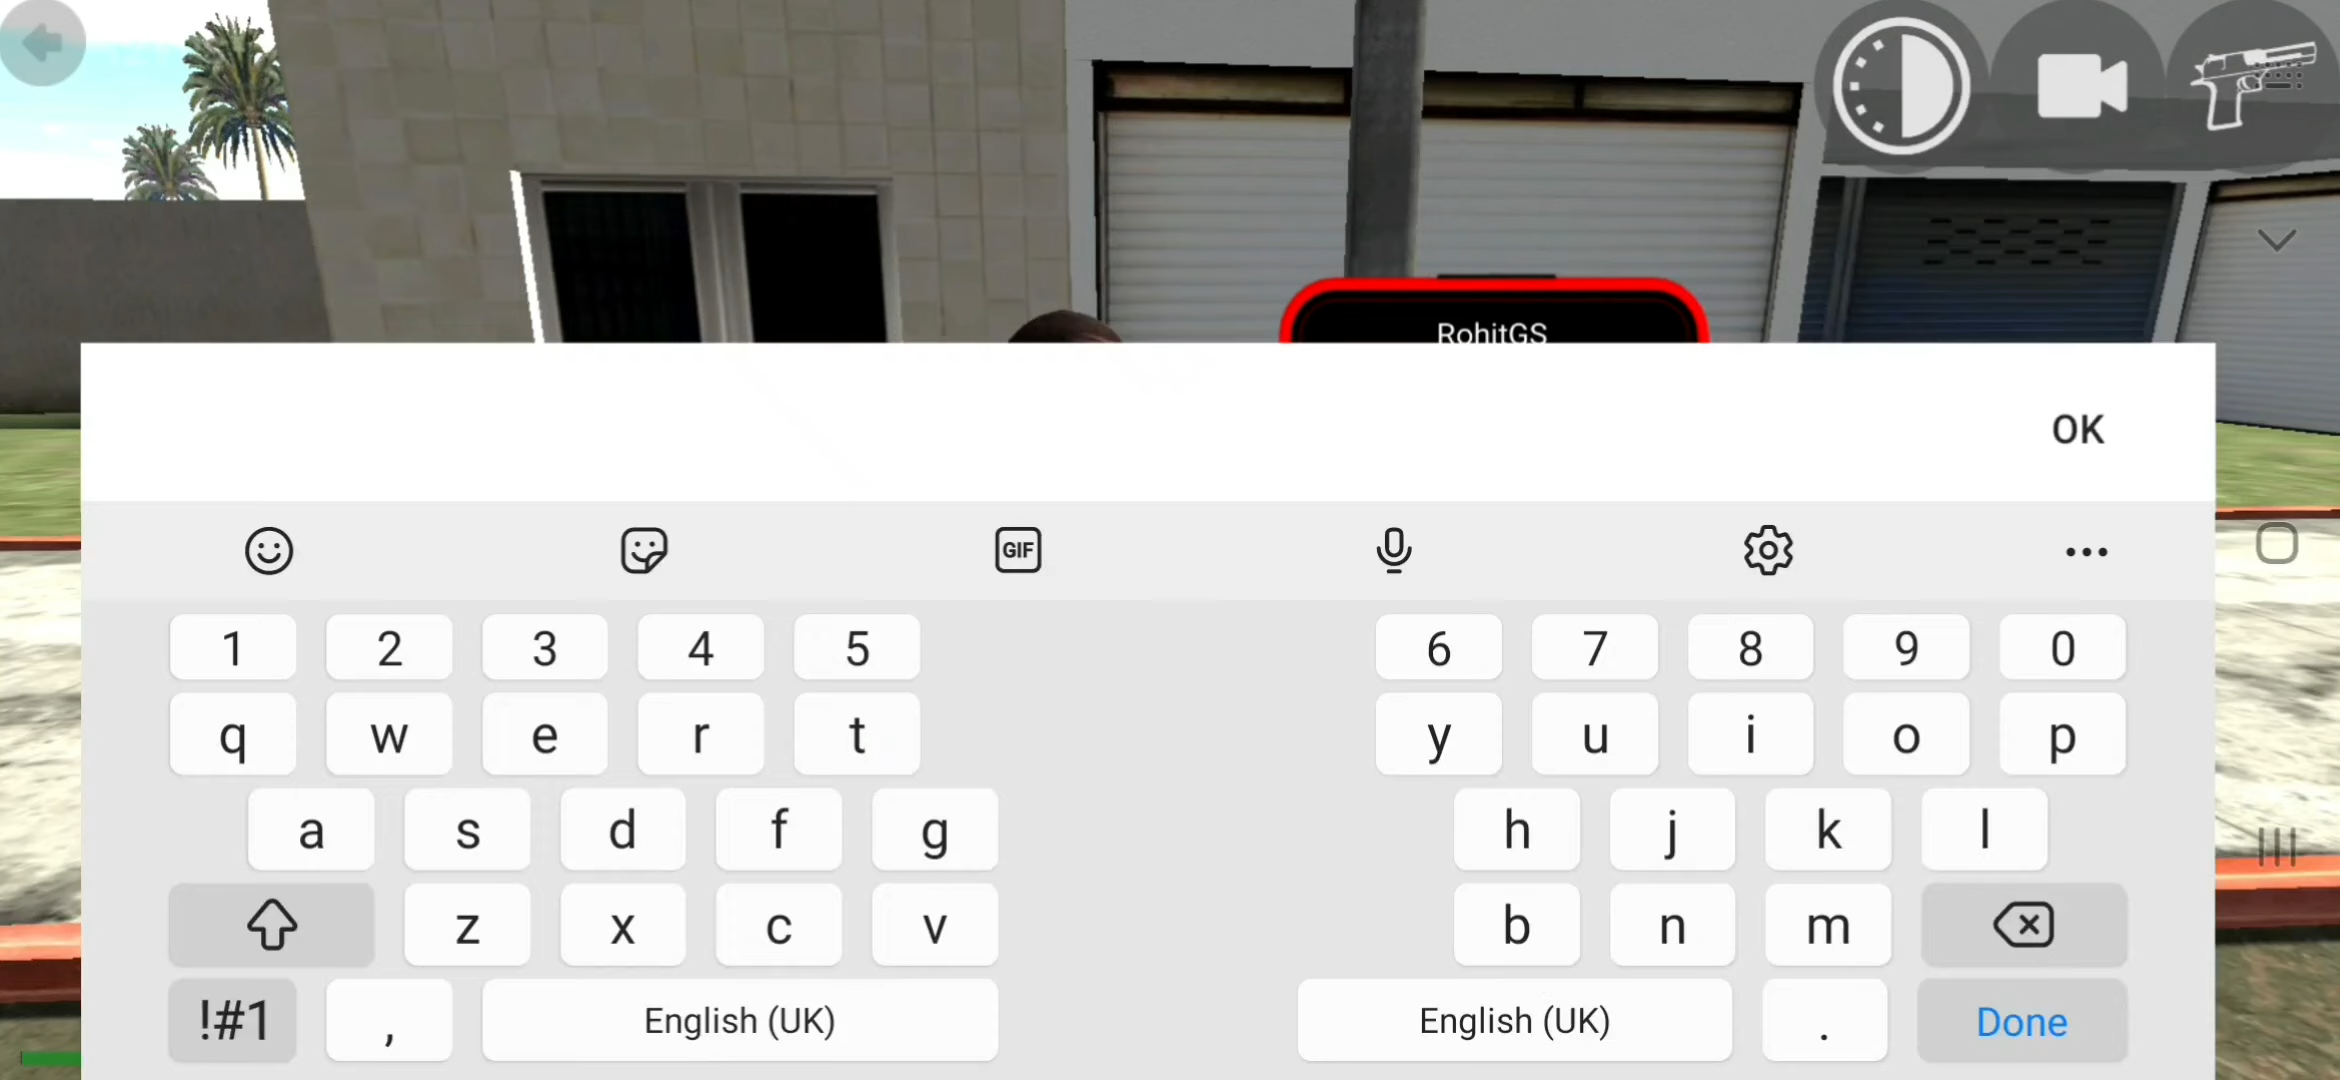 RohitGS
OK
GIF
1 2 3 4 5 6 7 8 9 0
q w e r t y u i o p
a s d f g h j k l
z x c v b n m
!#1 , English (UK) English (UK) . Done